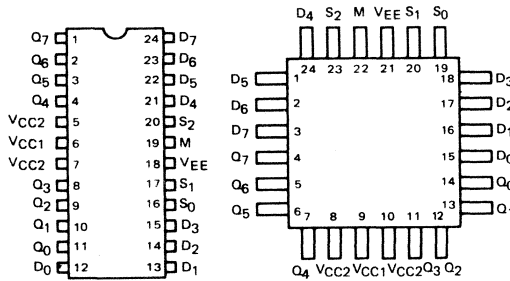 Q7 1 24 D7
Q6 2 23 D6
Q5 3 22 D5
Q4 4 21 D4
VCC2 5 20 S2
VCC1 6 19 M
VCC2 7 18 VEE
Q3 8 17 S1
Q2 9 16 S0
Q1 10 15 D3
Q0 11 14 D2
D0 12 13 D1
D4 S2 M VEE S1 S0
24 23 22 21 20 19
D5 1 18 D3
D6 2 17 D2
D7 3 16 D1
Q7 4 15 D0
Q6 5 14 Q0
Q5 6 13 Q1
7 8 9 10 11 12
Q4 VCC2 VCC1 VCC2 Q3 Q2